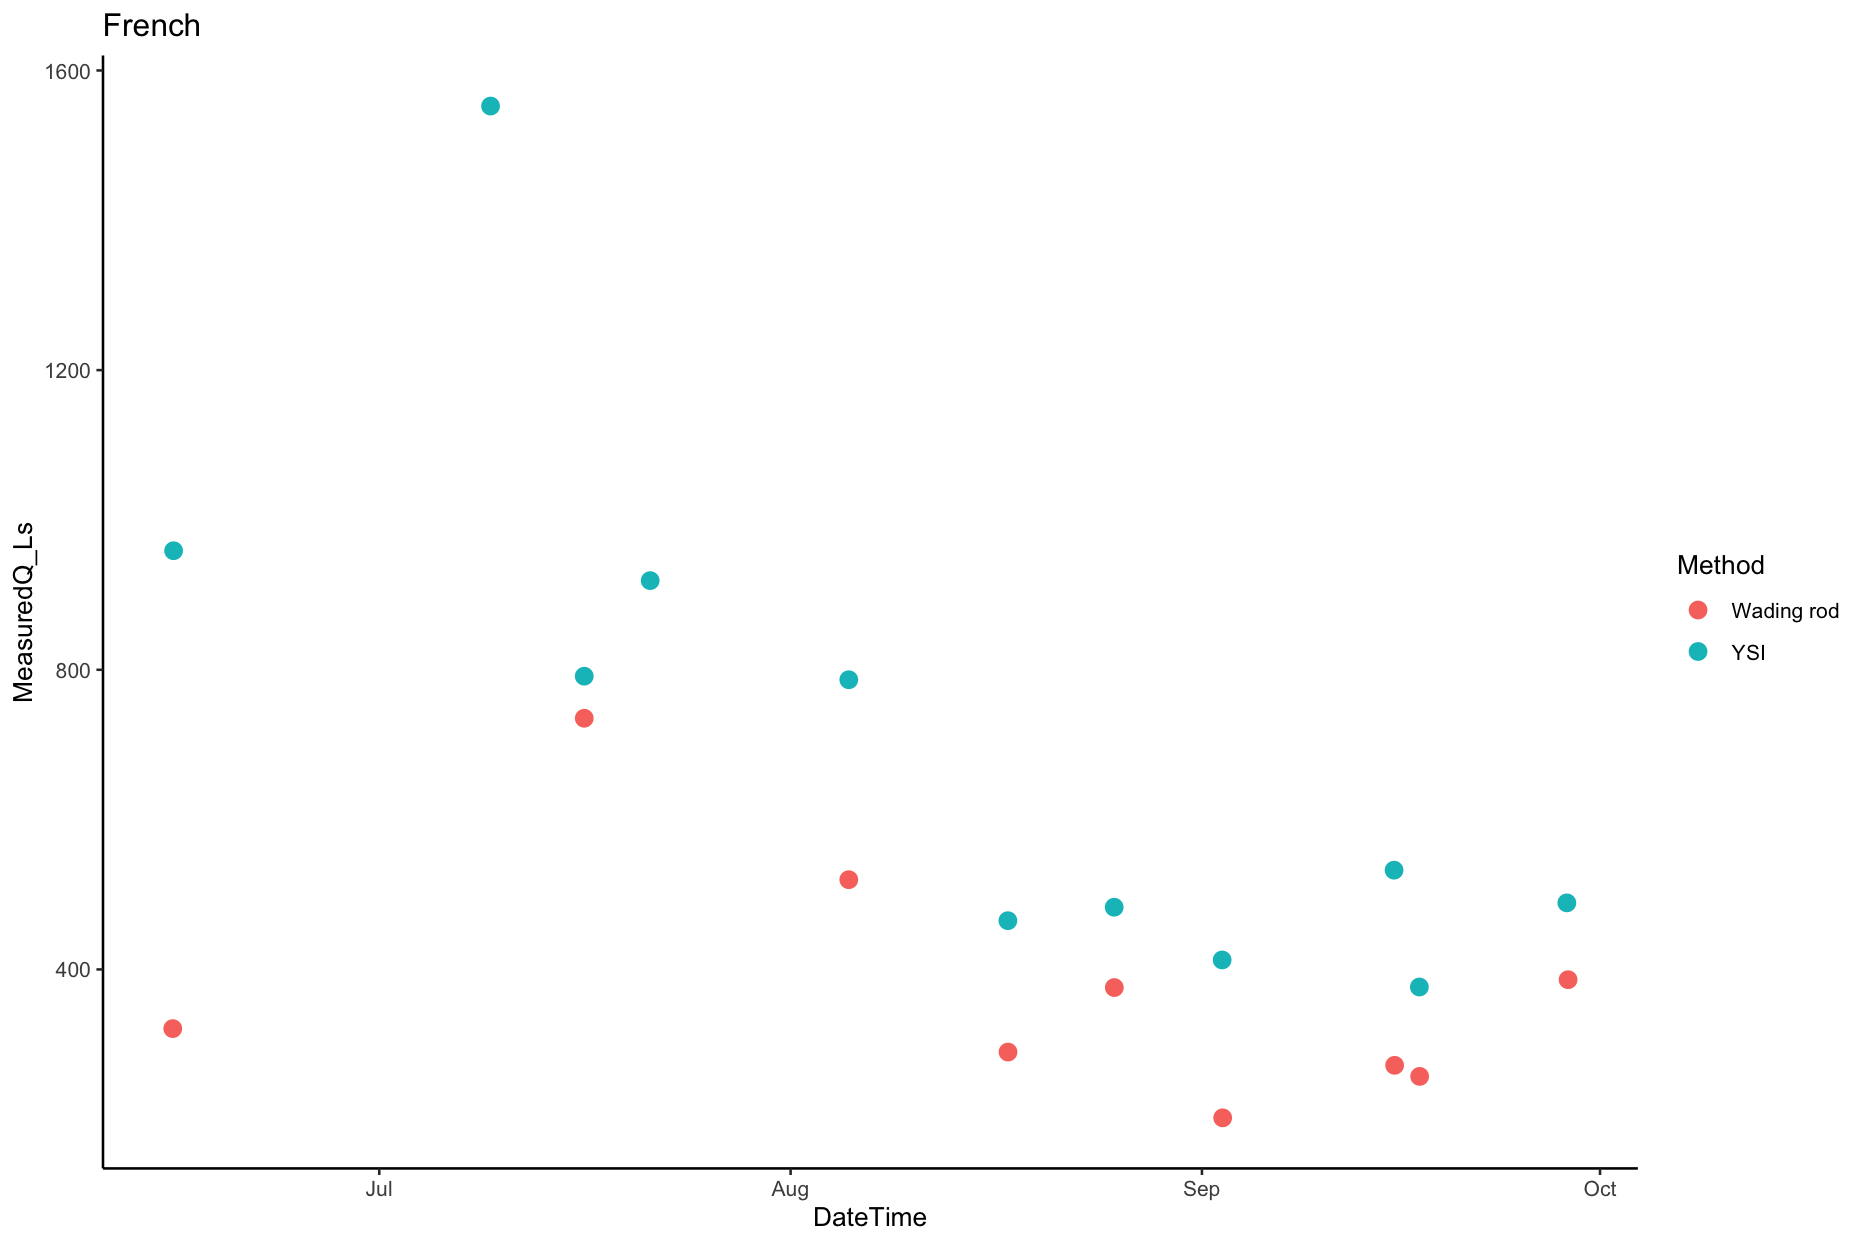 French
1600
1200
800
400
MeasuredQ_Ls
Jul
Aug
Sep
Oct
DateTime
Method
Wading rod
YSI